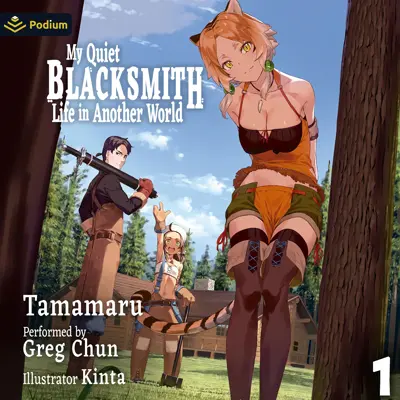 Podium
My Quiet
BLACKSMITH
Life in Another World
Tamamaru
Performed by
Greg Chun
Illustrator Kinta
1